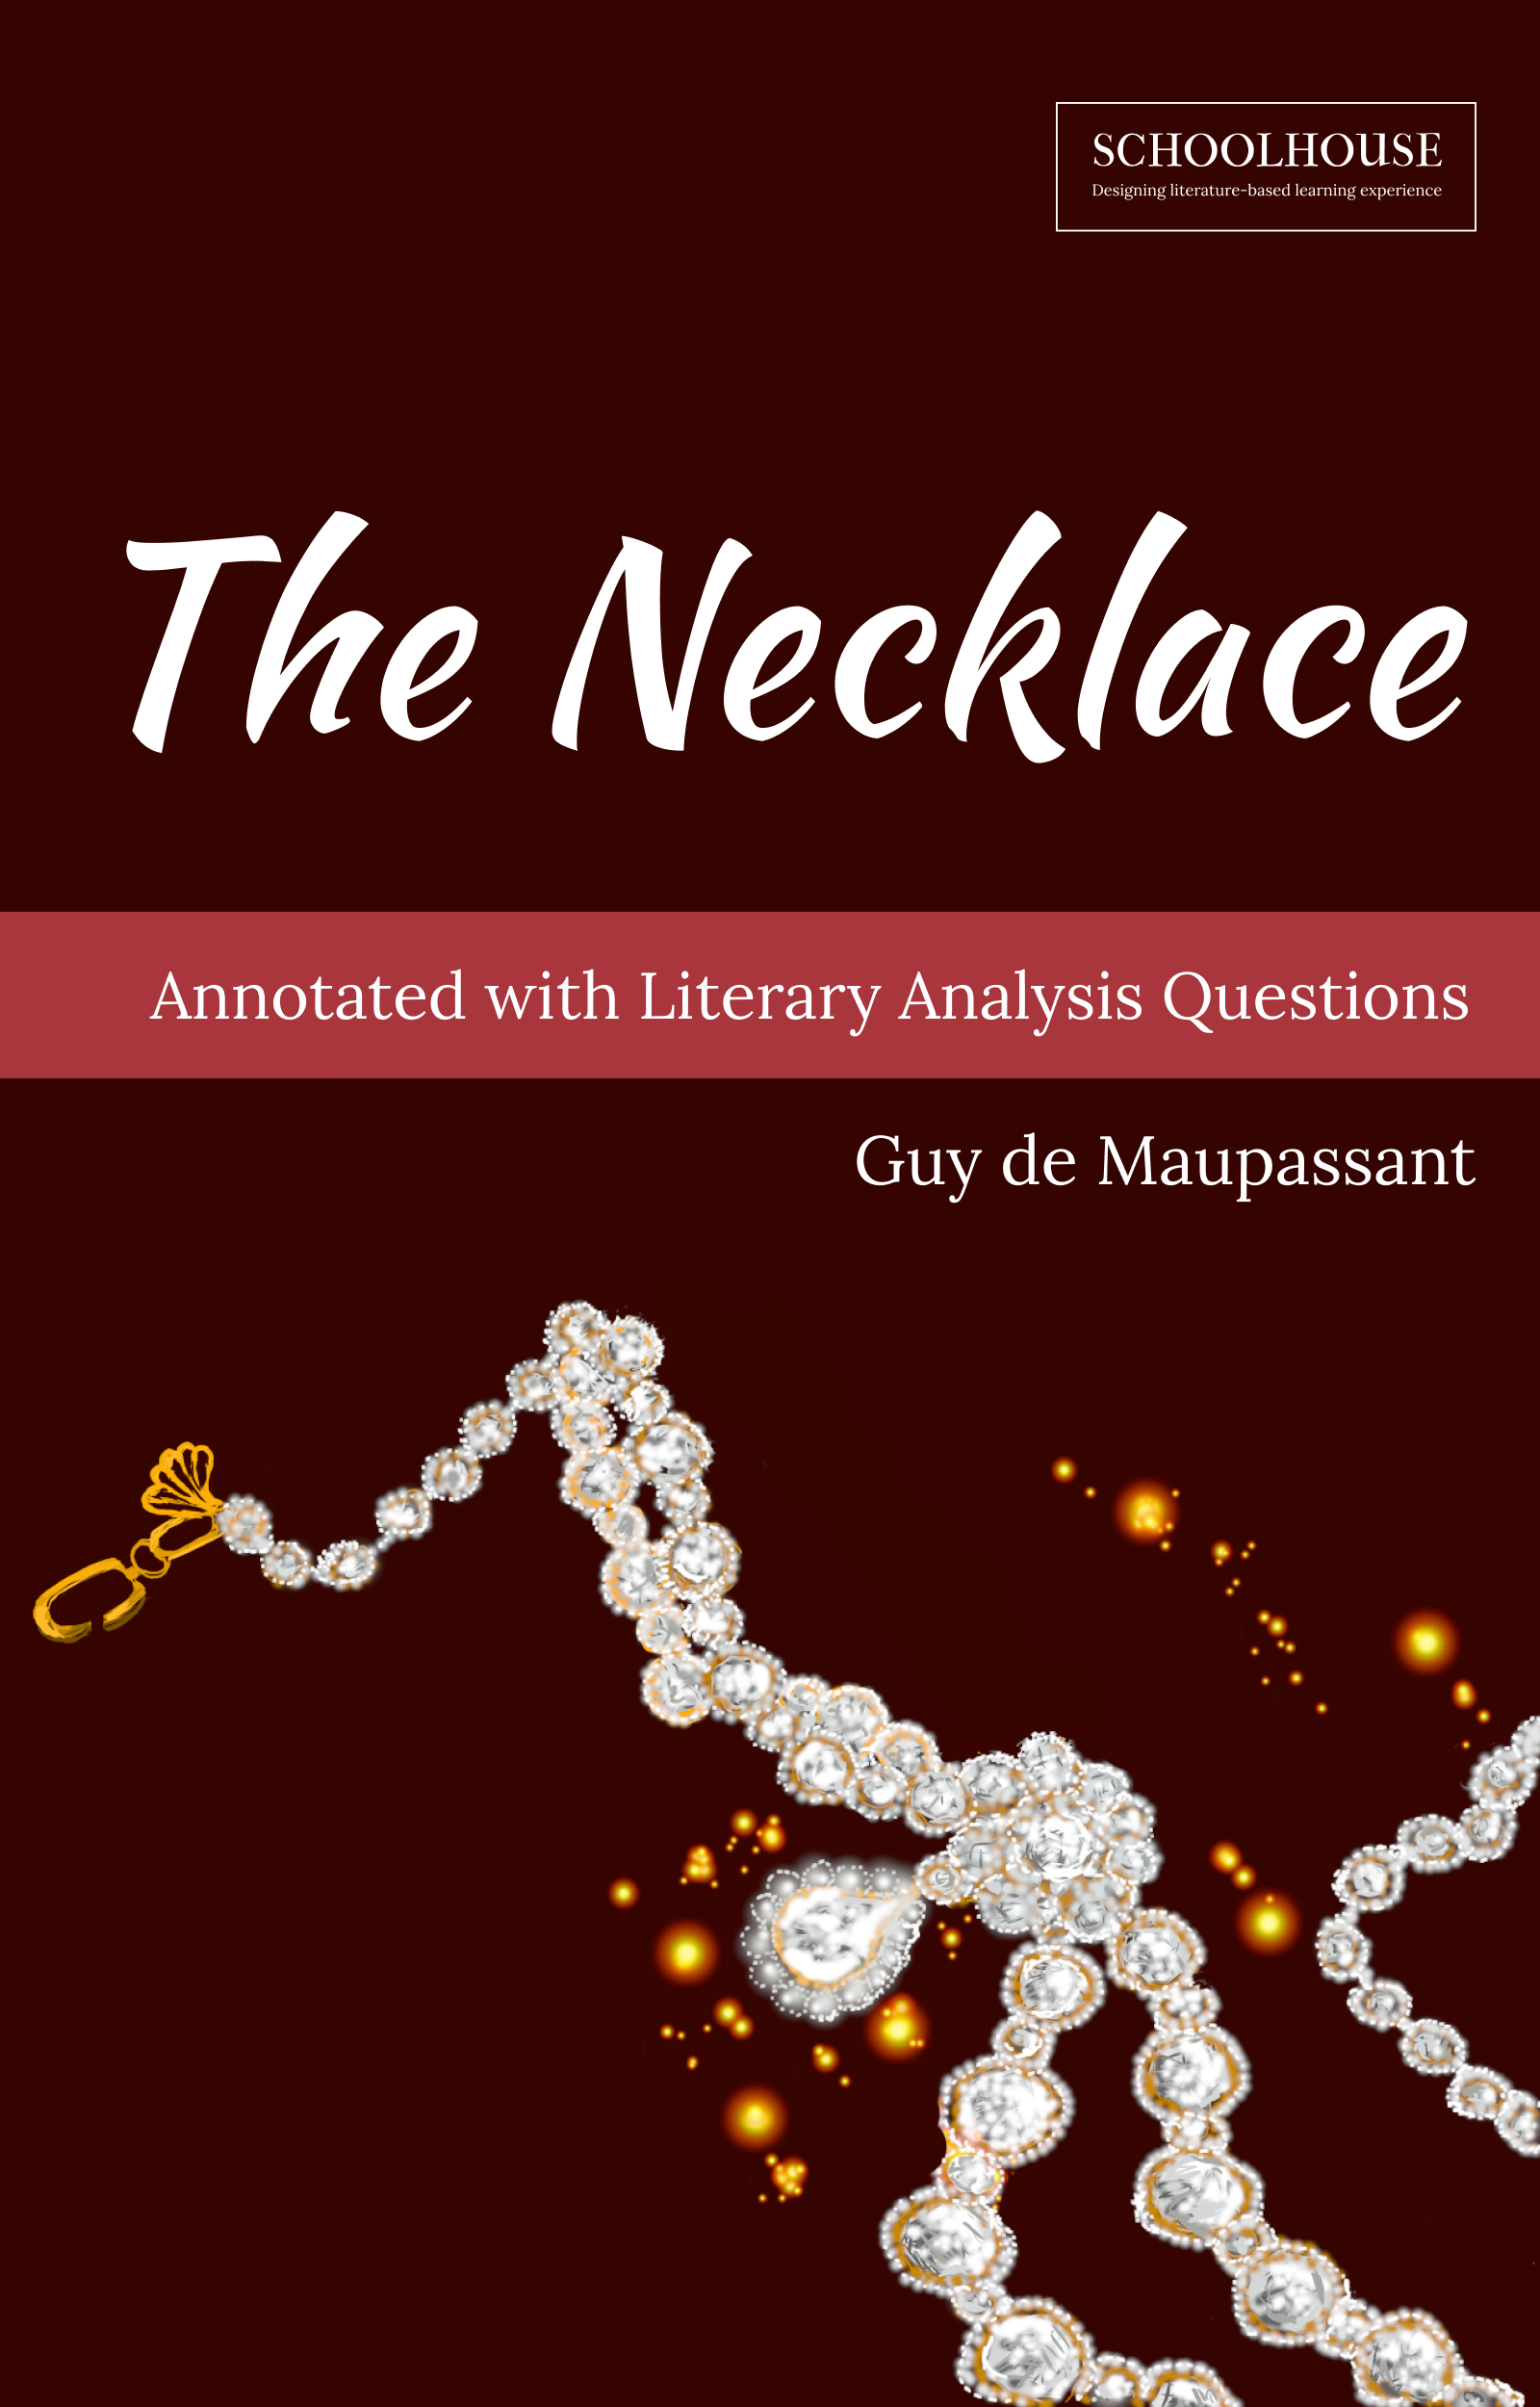 SCHOOLHOUSE
Designing literature-based learning experience
The Necklace
Annotated with Literary Analysis Questions
Guy de Maupassant